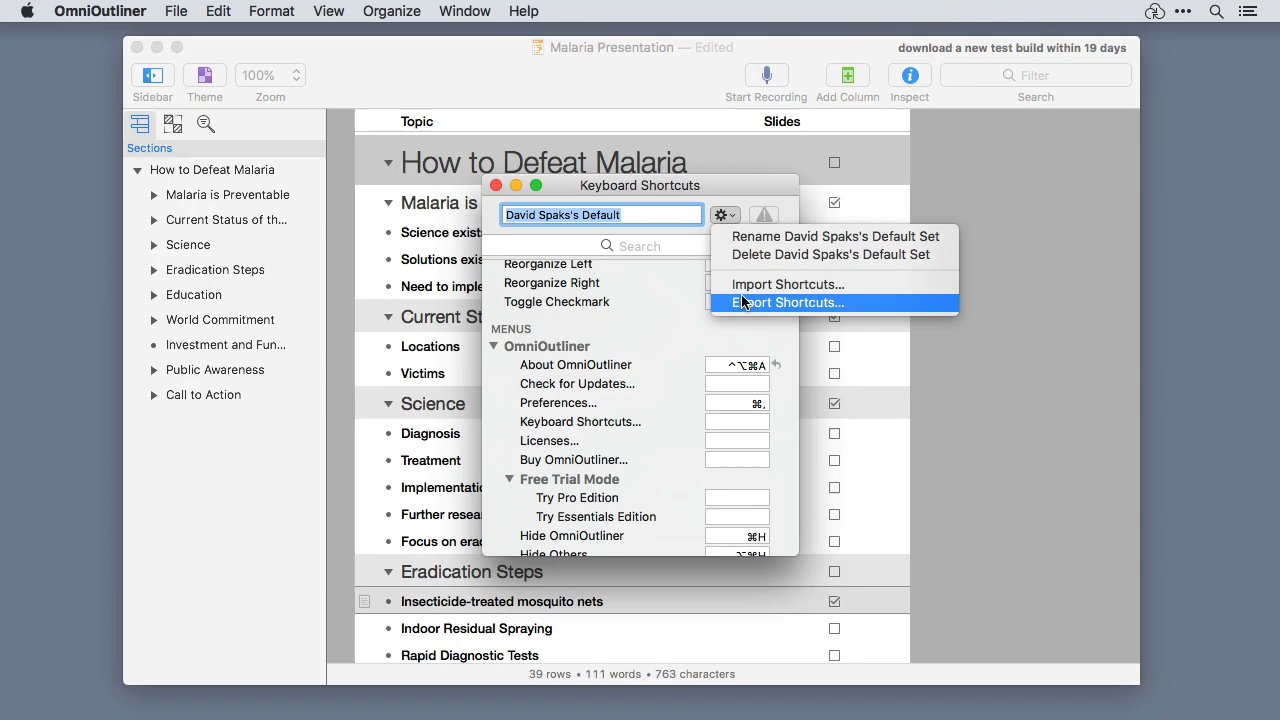 OmniOutliner File Edit Format View Organize Window Help
Malaria Presentation — Edited
download a new test build within 19 days
100%
Filter
Sidebar Theme Zoom Start Recording Add Column Inspect Search
Sections
How to Defeat Malaria
Malaria is Preventable
Current Status of th...
Science
Eradication Steps
Education
World Commitment
Investment and Fun...
Public Awareness
Call to Action
Topic Slides
How to Defeat Malaria
Malaria is
Science exist
Solutions exis
Need to imple
Current St
Locations
Victims
Science
Diagnosis
Treatment
Implementati
Further resea
Focus on erad
Eradication Steps
Insecticide-treated mosquito nets
Indoor Residual Spraying
Rapid Diagnostic Tests
39 rows • 111 words • 763 characters
Keyboard Shortcuts
David Spaks's Default
Search
Reorganize Left
Reorganize Right
Toggle Checkmark
MENUS
OmniOutliner
About OmniOutliner ^⌥⌘A
Check for Updates...
Preferences... ⌘,
Keyboard Shortcuts...
Licenses...
Buy OmniOutliner...
Free Trial Mode
Try Pro Edition
Try Essentials Edition
Hide OmniOutliner ⌘H
Hide Others ⌥⌘H
Rename David Spaks's Default Set
Delete David Spaks's Default Set
Import Shortcuts...
Export Shortcuts...